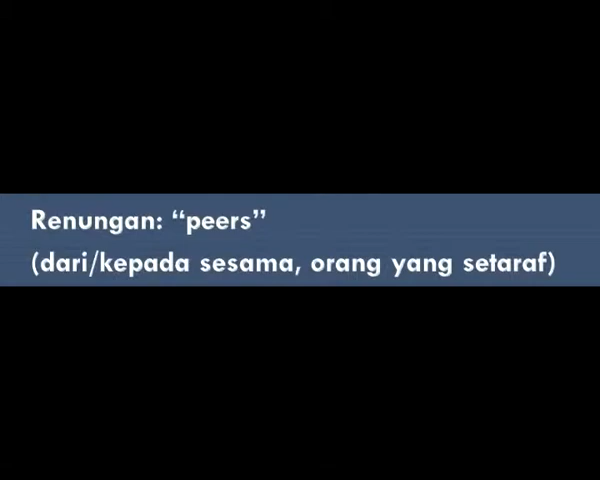 Renungan: “peers”
(dari/kepada sesama, orang yang setaraf)